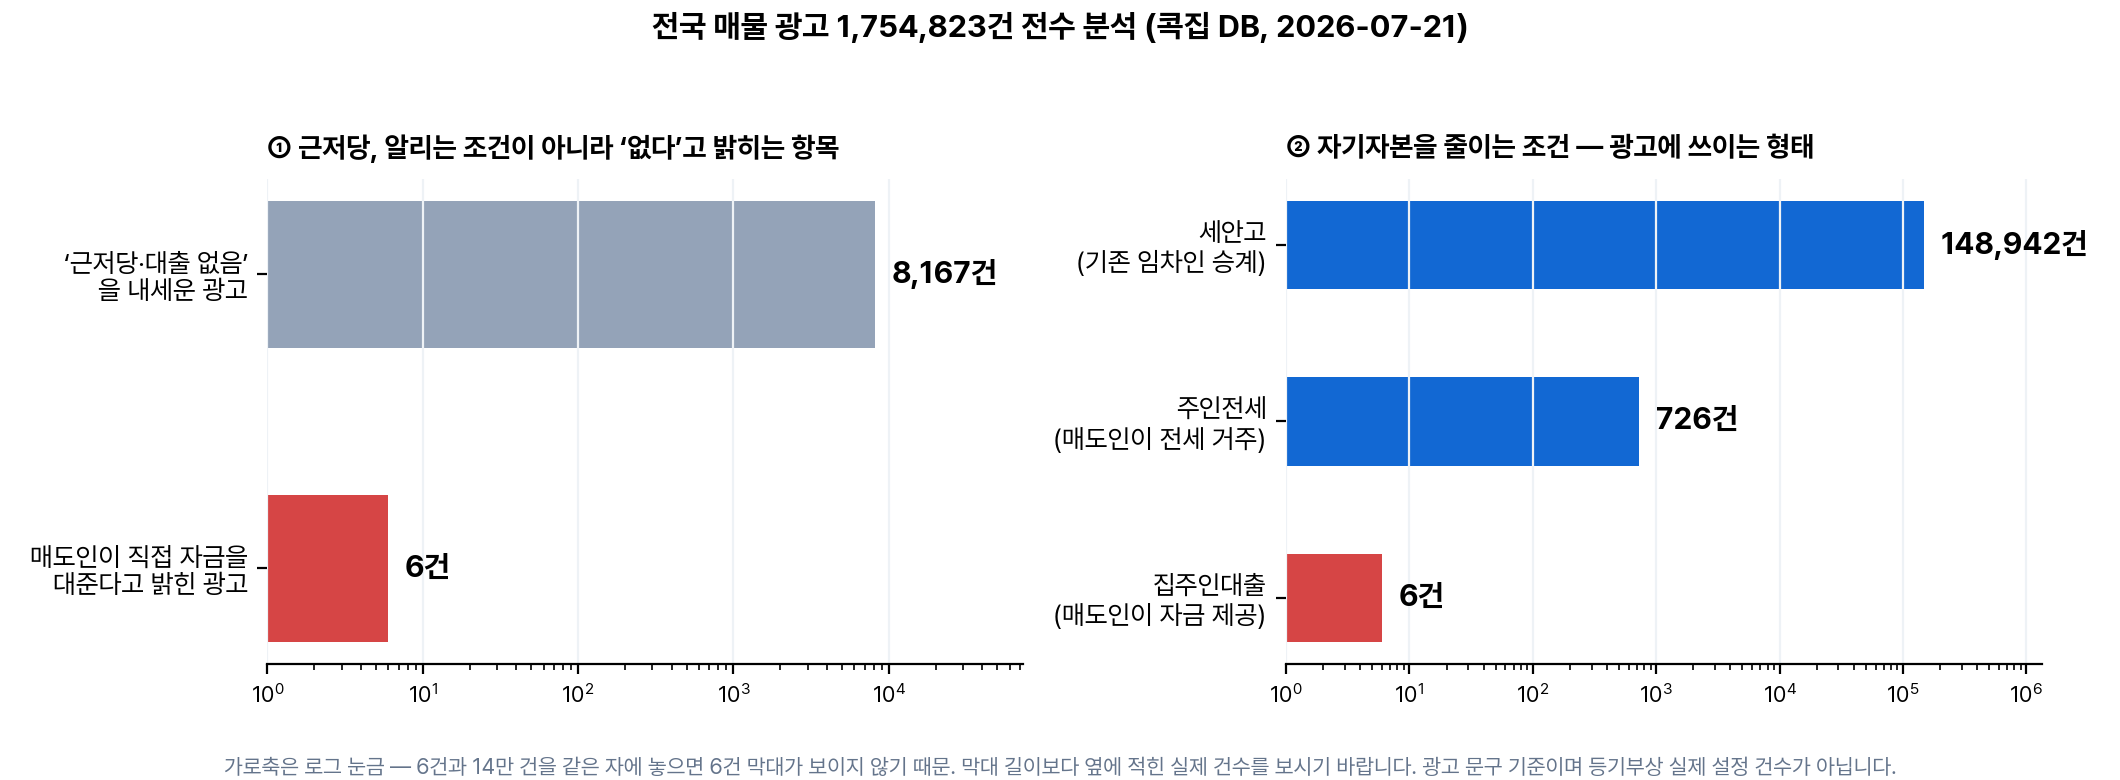 전국 매물 광고 1,754,823건 전수 분석 (콕집 DB, 2026-07-21)
① 근저당, 알리는 조건이 아니라 ‘없다’고 밝히는 항목
‘근저당·대출 없음’
을 내세운 광고
8,167건
매도인이 직접 자금을
대준다고 밝힌 광고
6건
10⁰ 10¹ 10² 10³ 10⁴
② 자기자본을 줄이는 조건 — 광고에 쓰이는 형태
세안고
(기존 임차인 승계)
148,942건
주인전세
(매도인이 전세 거주)
726건
집주인대출
(매도인이 자금 제공)
6건
10⁰ 10¹ 10² 10³ 10⁴ 10⁵ 10⁶
가로축은 로그 눈금 — 6건과 14만 건을 같은 자에 놓으면 6건 막대가 보이지 않기 때문. 막대 길이보다 옆에 적힌 실제 건수를 보시기 바랍니다. 광고 문구 기준이며 등기부상 실제 설정 건수가 아닙니다.